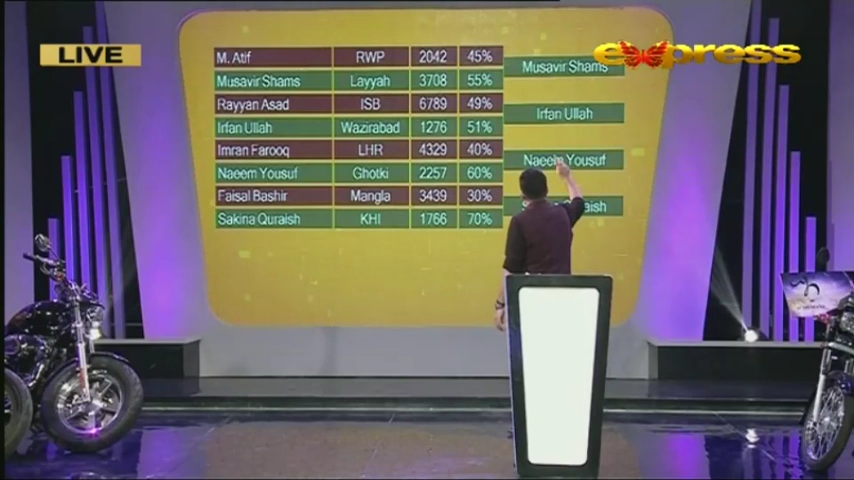 LIVE
express
M. Atif RWP 2042 45%
Musavir Shams Layyah 3708 55%
Musavir Shams
Rayyan Asad ISB 6789 49%
Irfan Ullah Wazirabad 1276 51%
Irfan Ullah
Imran Farooq LHR 4329 40%
Naeem Yousuf Ghotki 2257 60%
Naeem Yousuf
Faisal Bashir Mangla 3439 30%
Sakina Quraish KHI 1766 70%